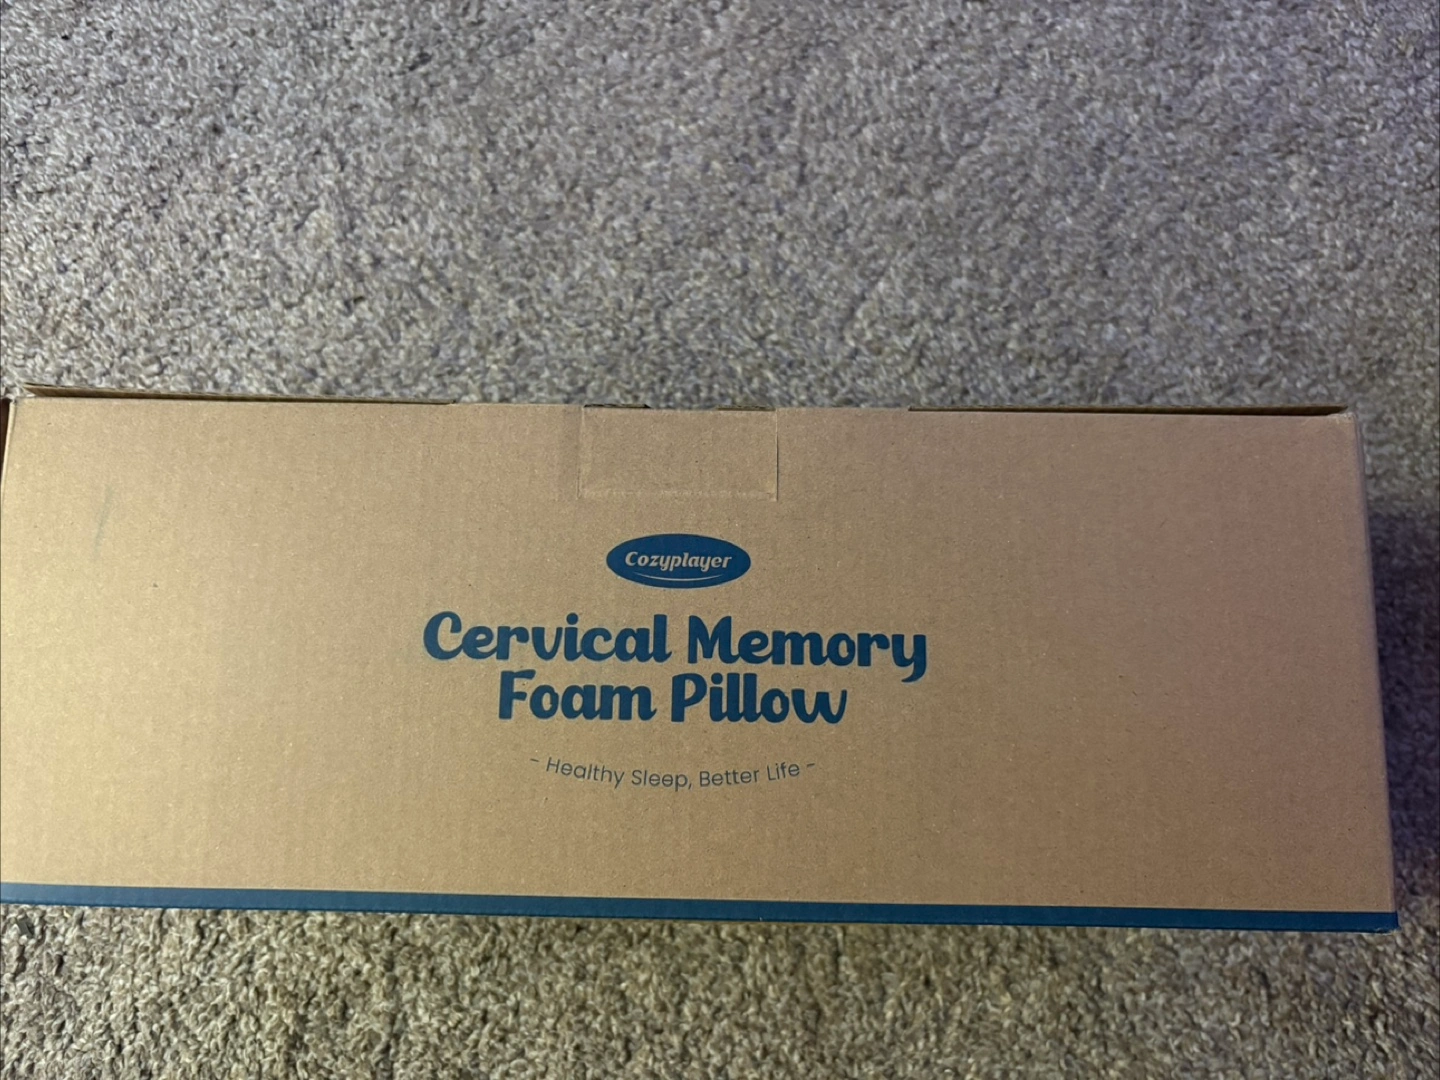 Cozyplayer
Cervical Memory
Foam Pillow
- Healthy Sleep, Better Life -